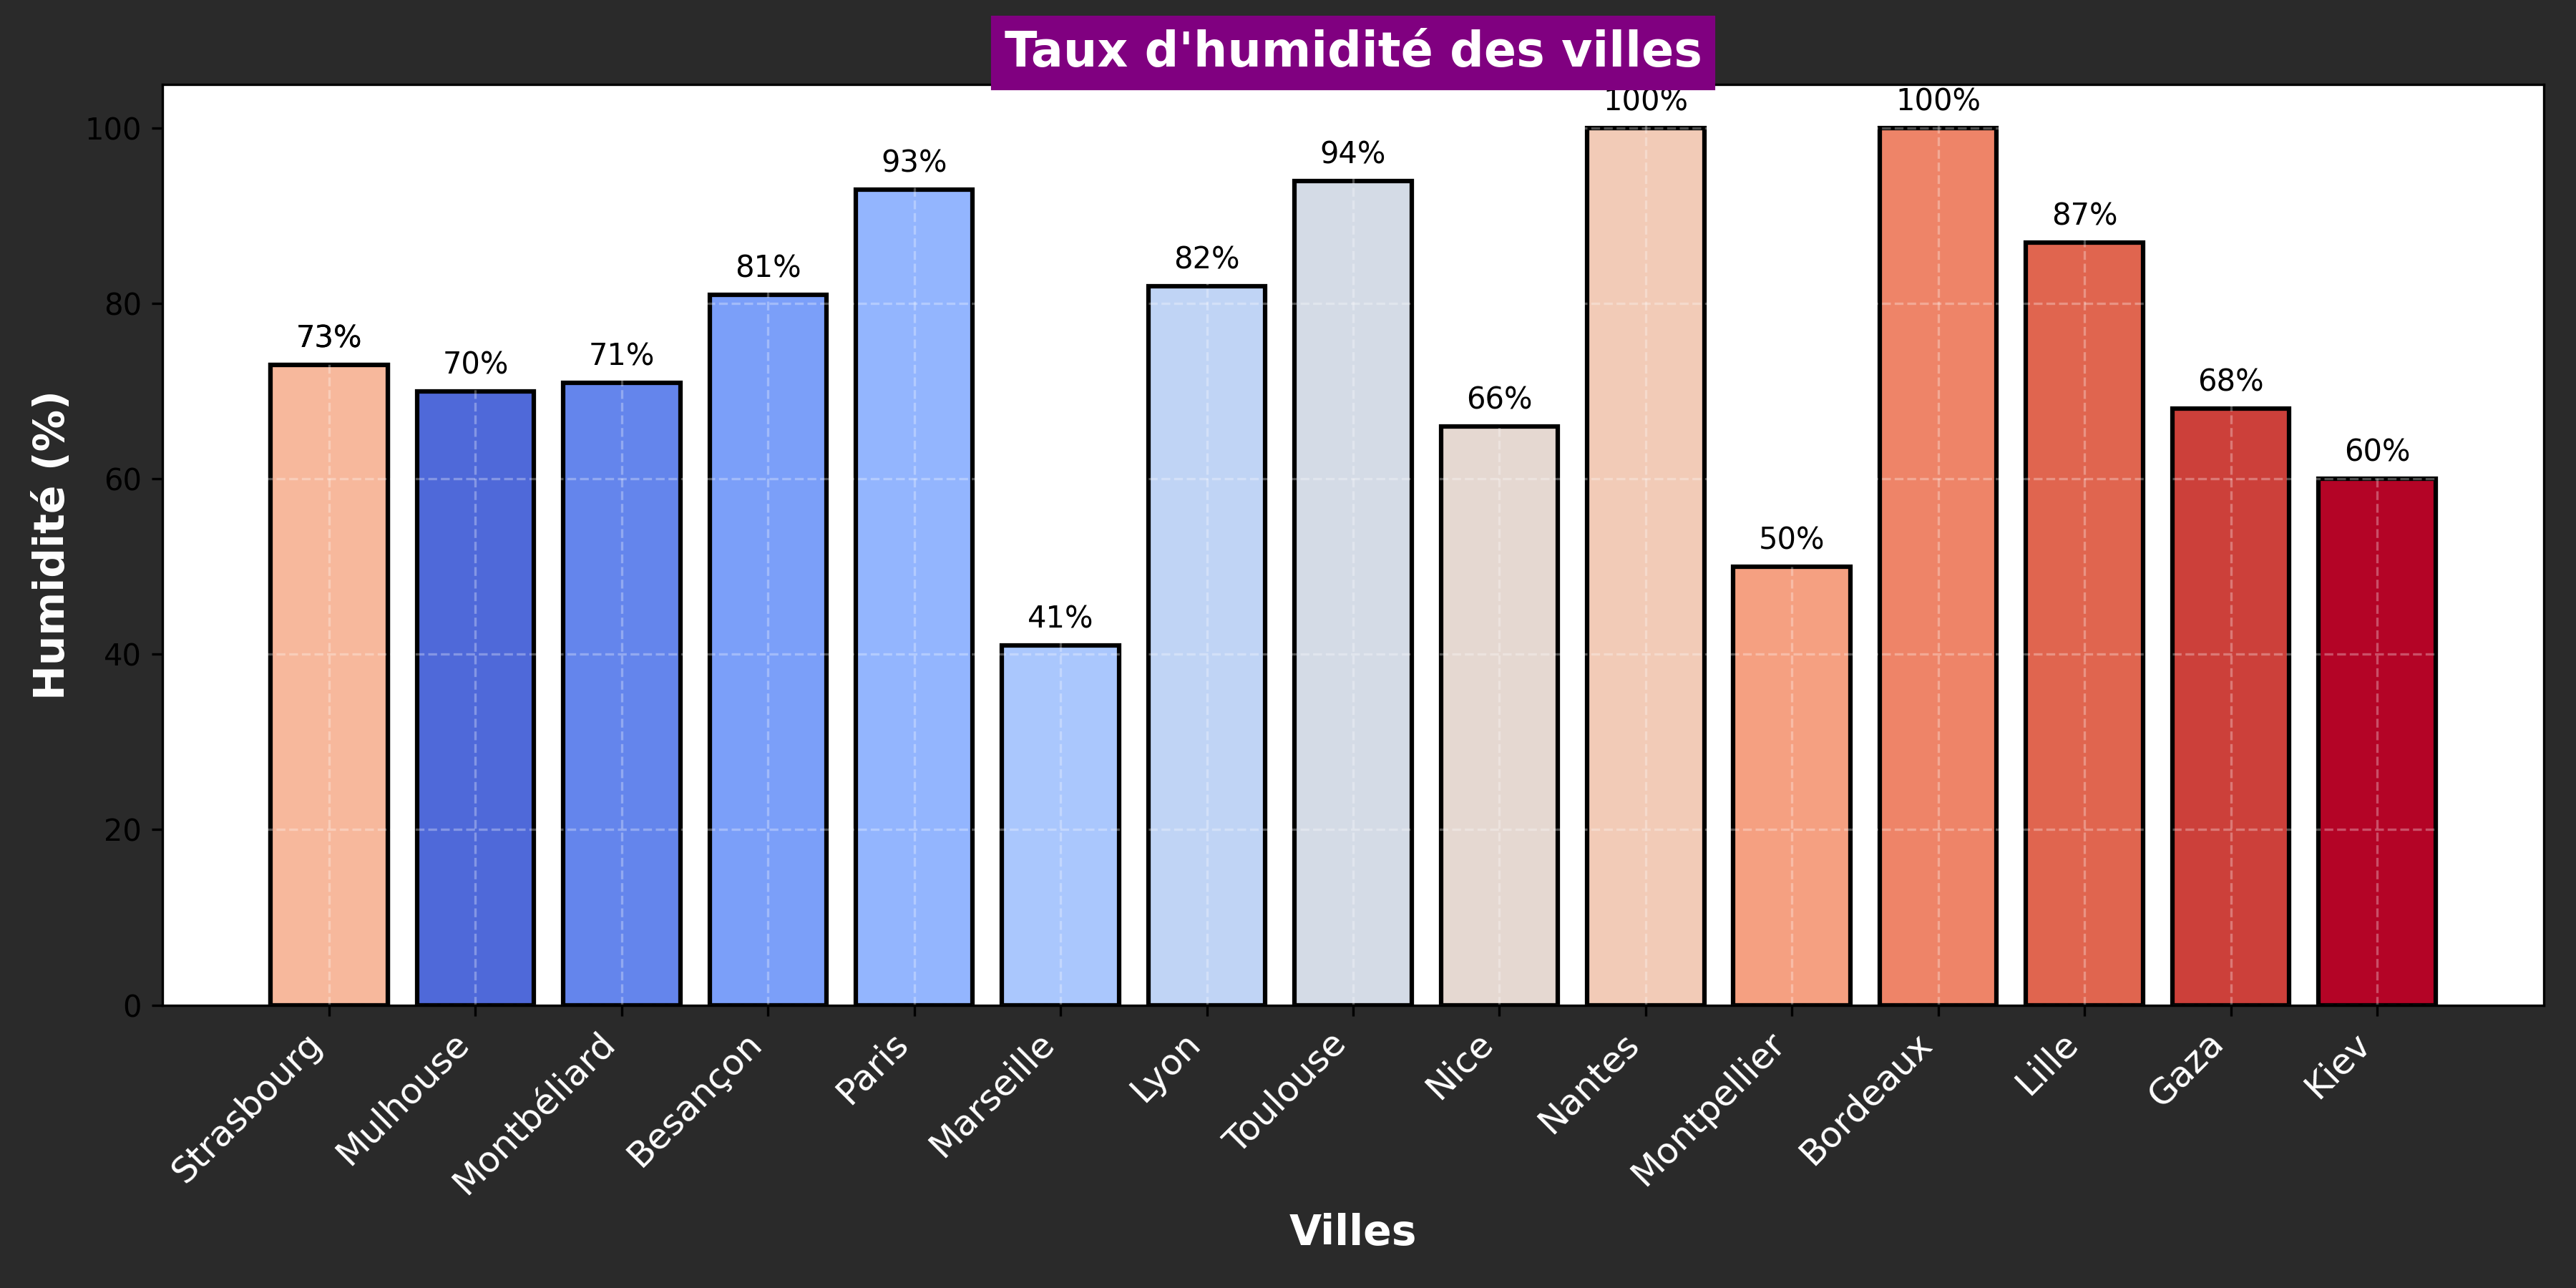 Taux d'humidité des villes
Humidité (%)
100
80
60
40
20
0
73%
70%
71%
81%
93%
41%
82%
94%
66%
100%
50%
100%
87%
68%
60%
Strasbourg
Mulhouse
Montbéliard
Besançon
Paris
Marseille
Lyon
Toulouse
Nice
Nantes
Montpellier
Bordeaux
Lille
Gaza
Kiev
Villes